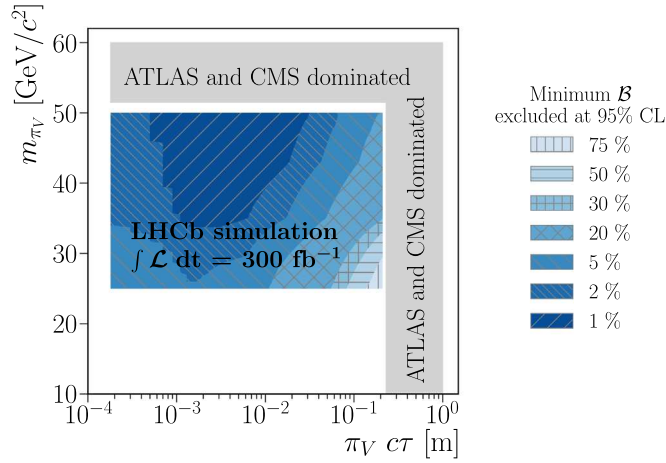 m_{π_V} [GeV/c²]
60
50
40
30
20
10
ATLAS and CMS dominated
ATLAS and CMS dominated
LHCb simulation
∫ ℒ dt = 300 fb⁻¹
10⁻⁴
10⁻³
10⁻²
10⁻¹
10⁰
π_V cτ [m]
Minimum ℬ
excluded at 95% CL
75 %
50 %
30 %
20 %
5 %
2 %
1 %